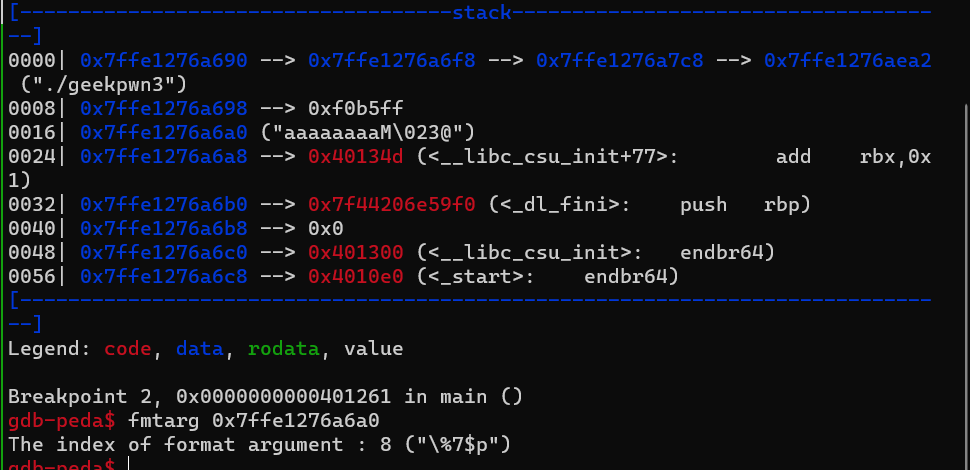 [------------------------------------stack-----------------------------------
--]
0000| 0x7ffe1276a690 --> 0x7ffe1276a6f8 --> 0x7ffe1276a7c8 --> 0x7ffe1276aea2
 ("./geekpwn3")
0008| 0x7ffe1276a698 --> 0xf0b5ff
0016| 0x7ffe1276a6a0 ("aaaaaaaaM\023@")
0024| 0x7ffe1276a6a8 --> 0x40134d (<__libc_csu_init+77>:        add    rbx,0x
1)
0032| 0x7ffe1276a6b0 --> 0x7f44206e59f0 (<_dl_fini>:    push   rbp)
0040| 0x7ffe1276a6b8 --> 0x0
0048| 0x7ffe1276a6c0 --> 0x401300 (<__libc_csu_init>:   endbr64)
0056| 0x7ffe1276a6c8 --> 0x4010e0 (<_start>:    endbr64)
[----------------------------------------------------------------------------
--]
Legend: code, data, rodata, value

Breakpoint 2, 0x0000000000401261 in main ()
gdb-peda$ fmtarg 0x7ffe1276a6a0
The index of format argument : 8 ("\%7$p")
gdb-peda$